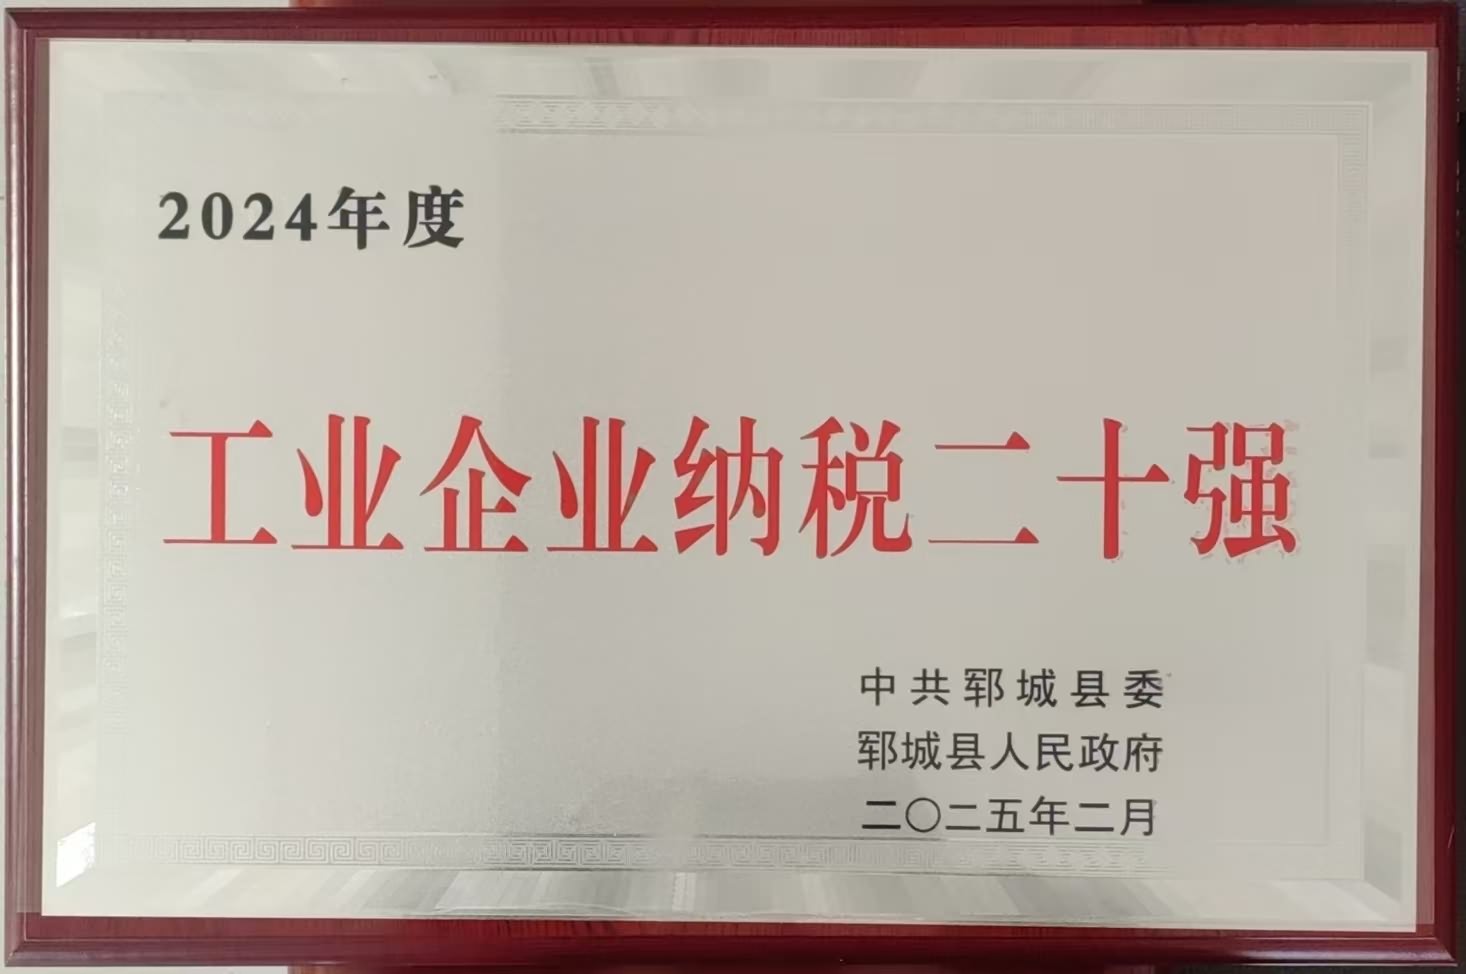 2024年度
工业企业纳税二十强
中共郓城县委
郓城县人民政府
二〇二五年二月